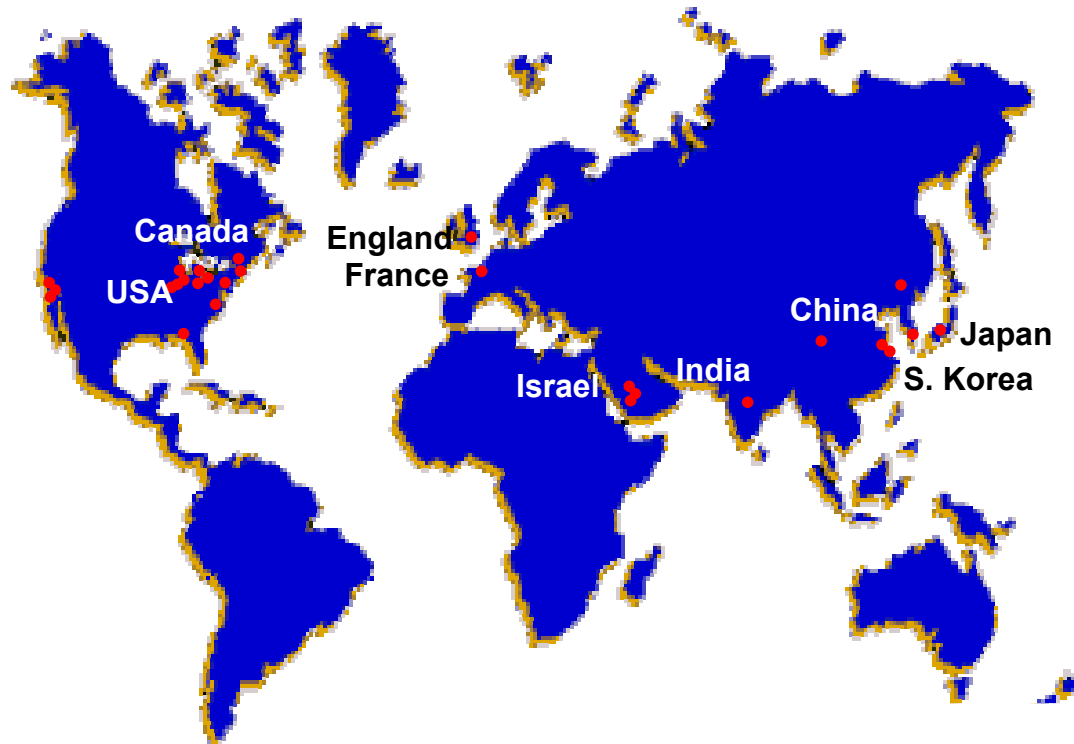 Canada
England
France
USA
China
Japan
India
S. Korea
Israel